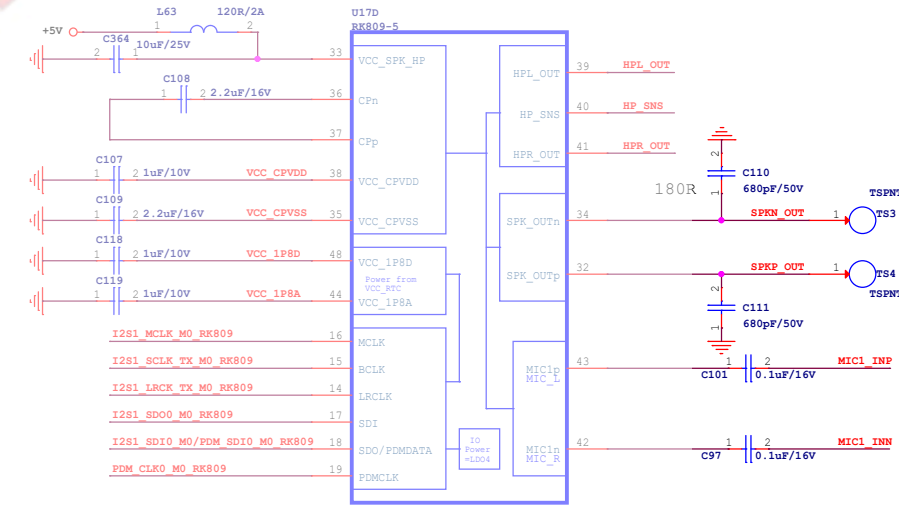 L63
120R/2A
U17D
RK809-5
+5V
1
2
C364
2
1
10uF/25V
33
VCC_SPK_HP
C108
1
2
2.2uF/16V
36
CPn
37
CPp
C107
1
2
1uF/10V
VCC_CPVDD
38
VCC_CPVDD
C109
1
2
2.2uF/16V
VCC_CPVSS
35
VCC_CPVSS
C118
1
2
1uF/10V
VCC_1P8D
48
VCC_1P8D
Power from
VCC_RTC
C119
1
2
1uF/10V
VCC_1P8A
44
VCC_1P8A
I2S1_MCLK_M0_RK809
16
MCLK
I2S1_SCLK_TX_M0_RK809
15
BCLK
I2S1_LRCK_TX_M0_RK809
14
LRCLK
I2S1_SDO0_M0_RK809
17
SDI
I2S1_SDI0_M0/PDM_SDI0_M0_RK809
18
SDO/PDMDATA
PDM_CLK0_M0_RK809
19
PDMCLK
IO
Power
=LDO4
HPL_OUT
39
HPL_OUT
HP_SNS
40
HP_SNS
HPR_OUT
41
HPR_OUT
2
1
C110
680pF/50V
180R
SPK_OUTn
34
SPKN_OUT
1
TSPNT
TS3
SPK_OUTp
32
SPKP_OUT
1
TS4
TSPNT
2
1
C111
680pF/50V
MIC1p
MIC_L
43
C101
1
2
0.1uF/16V
MIC1_INP
MIC1n
MIC_R
42
C97
1
2
0.1uF/16V
MIC1_INN